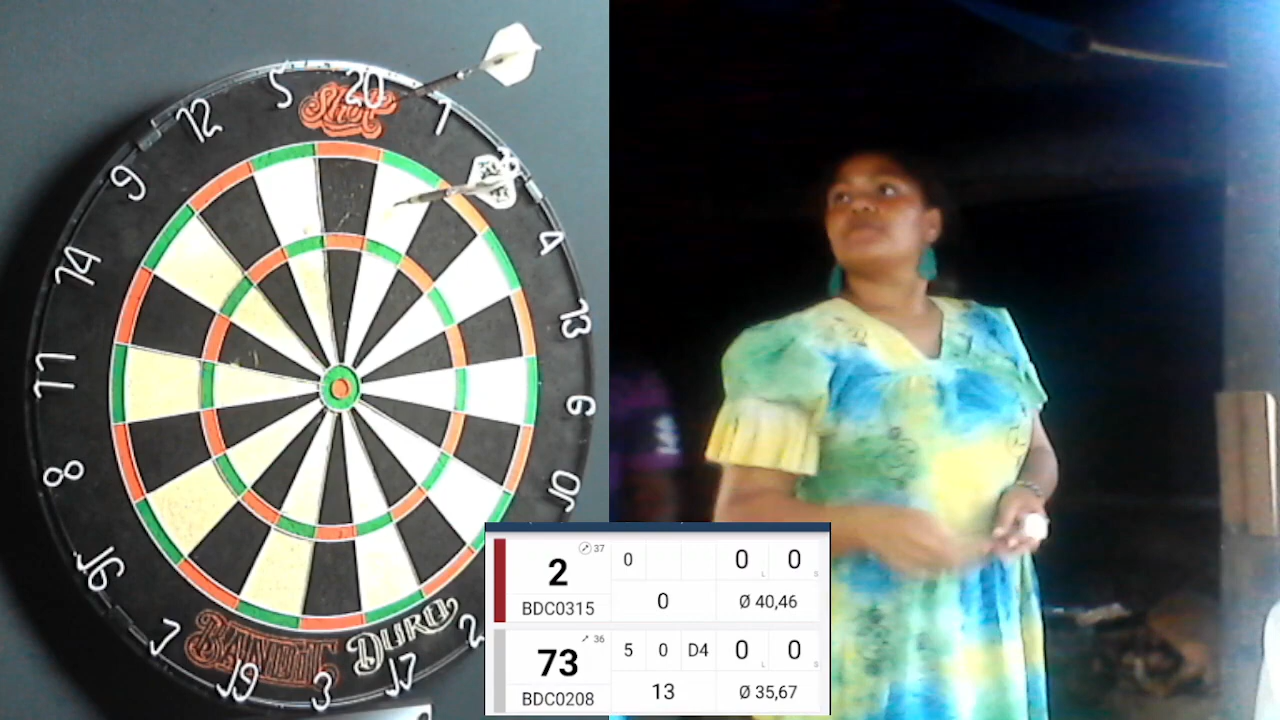 5 20 1
12
9
4
14
13
11
6
8
10
16
7
2
19
3
17
Shot
BANDIT DURO
37
2
BDC0315
0
0 L 0 S
0
Ø 40,46
36
73
BDC0208
5 0 D4
0 L 0 S
13
Ø 35,67